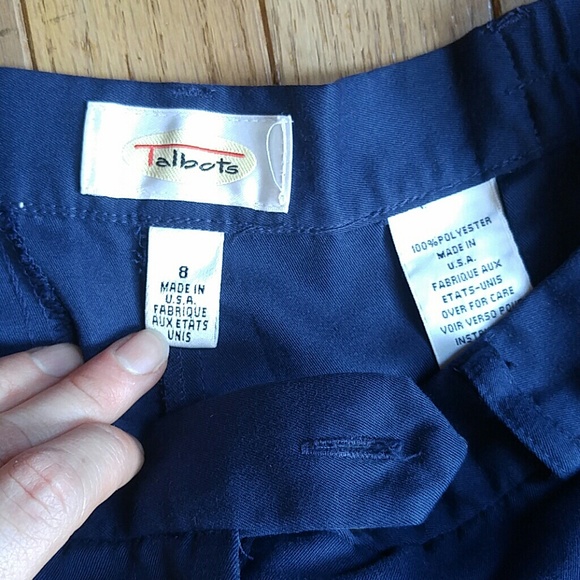 Talbots
8
MADE IN
U.S.A.
FABRIQUE
AUX ETATS
UNIS
100% POLYESTER
MADE IN
U.S.A.
FABRIQUE AUX
ETATS-UNIS
OVER FOR CARE
VOIR VERSO